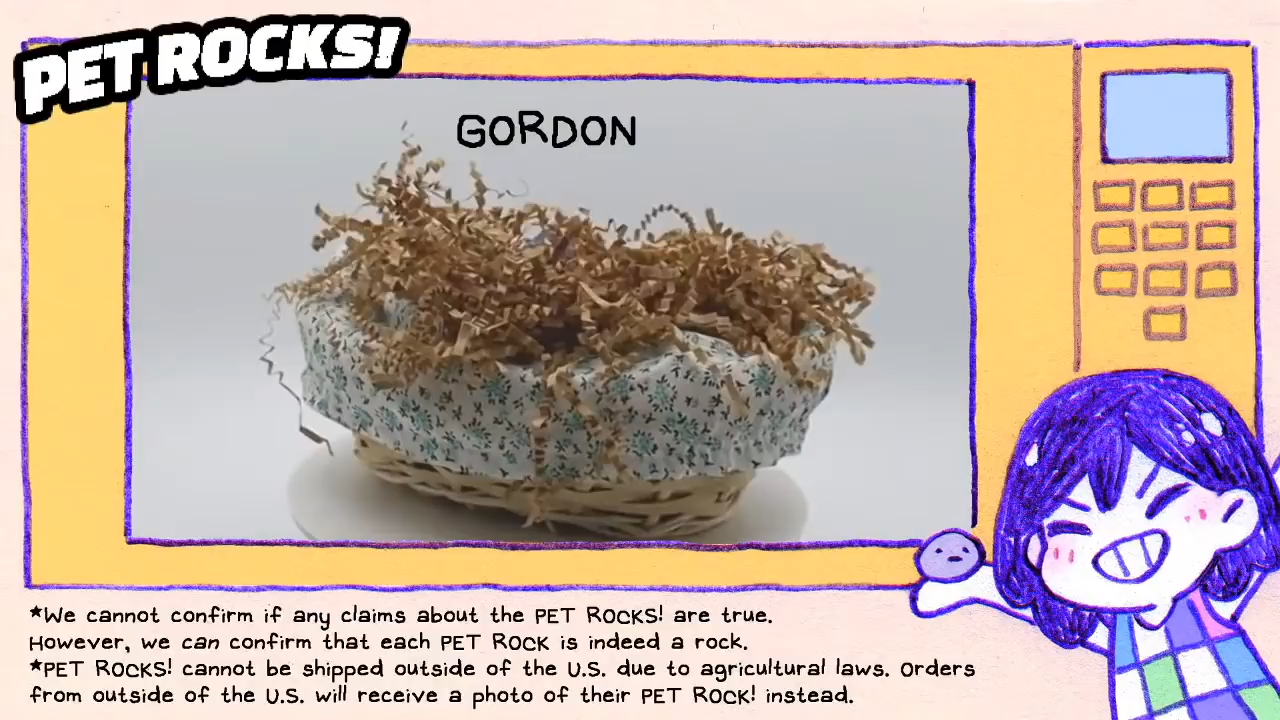 PET ROCKS!
GORDON
*We cannot confirm if any claims about the PET ROCKS! are true.
However, we can confirm that each PET ROCK is indeed a rock.
*PET ROCKS! cannot be shipped outside of the U.S. due to agricultural laws. Orders
from outside of the U.S. will receive a photo of their PET ROCK! instead.